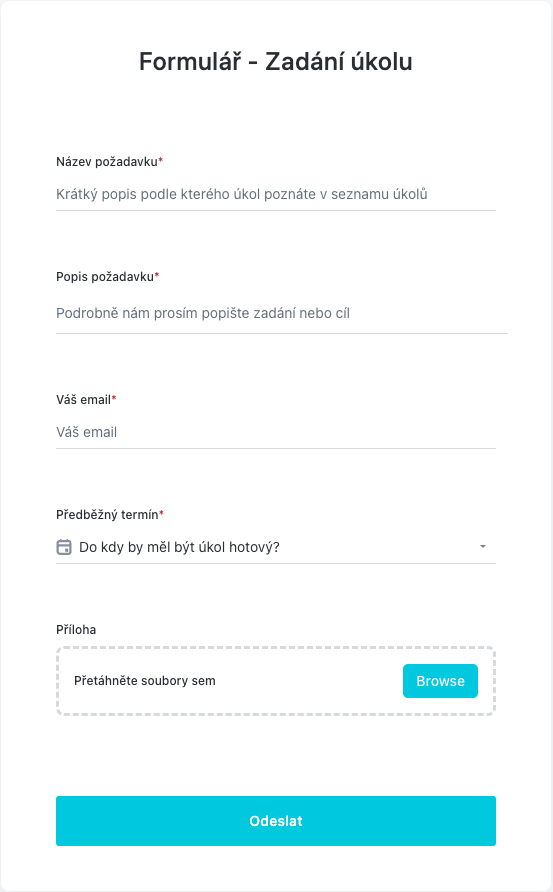 Formulář - Zadání úkolu
Název požadavku*
Krátký popis podle kterého úkol poznáte v seznamu úkolů
Popis požadavku*
Podrobně nám prosím popište zadání nebo cíl
Váš email*
Váš email
Předběžný termín*
Do kdy by měl být úkol hotový?
Příloha
Přetáhněte soubory sem
Browse
Odeslat